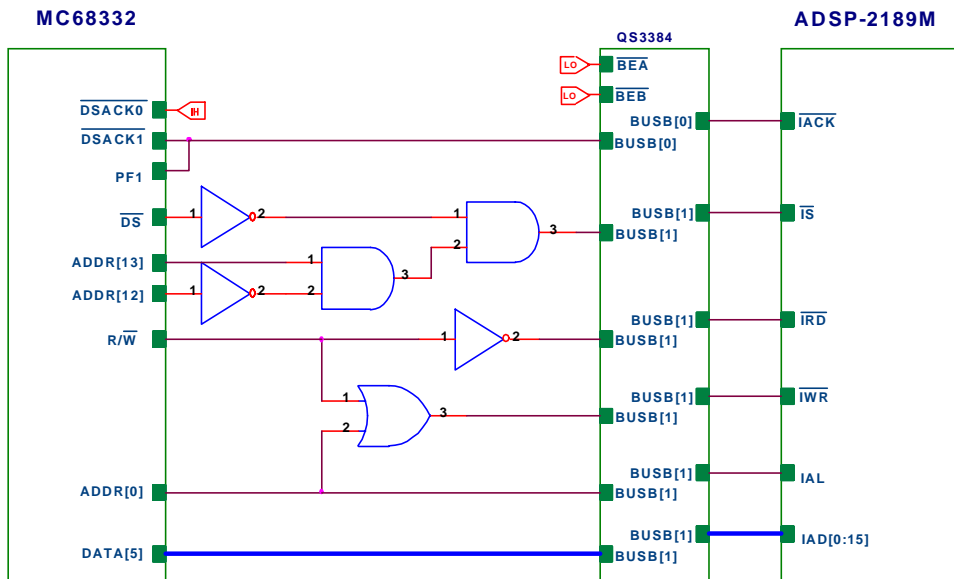 MC68332
ADSP-2189M
QS3384
LO
BEA
LO
BEB
DSACK0
IH
BUSB[0]
IACK
DSACK1
BUSB[0]
PF1
DS
1
2
1
2
3
BUSB[1]
BUSB[1]
IS
ADDR[13]
1
2
3
ADDR[12]
1
2
R/W
1
2
BUSB[1]
BUSB[1]
IRD
1
2
3
BUSB[1]
BUSB[1]
IWR
ADDR[0]
BUSB[1]
BUSB[1]
IAL
DATA[5]
BUSB[1]
BUSB[1]
IAD[0:15]